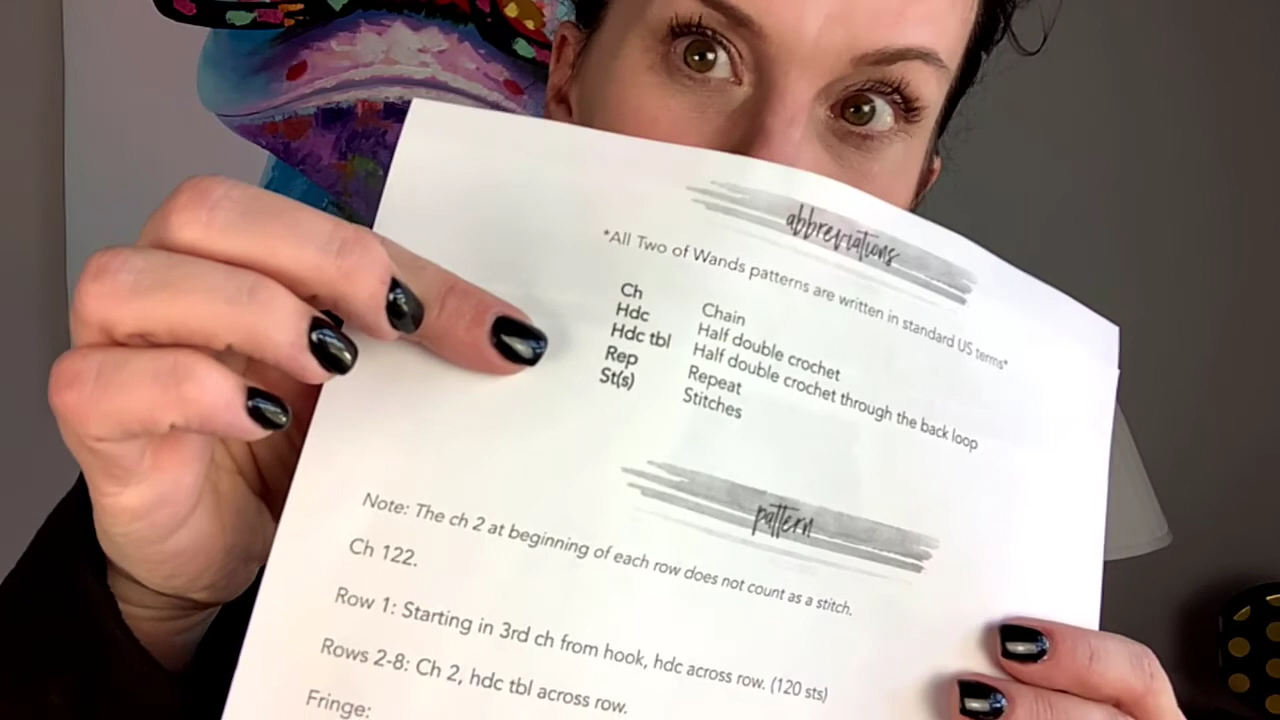 abbreviations
*All Two of Wands patterns are written in standard US terms*
Ch Chain
Hdc Half double crochet
Hdc tbl Half double crochet through the back loop
Rep Repeat
St(s) Stitches
pattern
Note: The ch 2 at beginning of each row does not count as a stitch.
Ch 122.
Row 1: Starting in 3rd ch from hook, hdc across row. (120 sts)
Rows 2-8: Ch 2, hdc tbl across row.
Fringe: